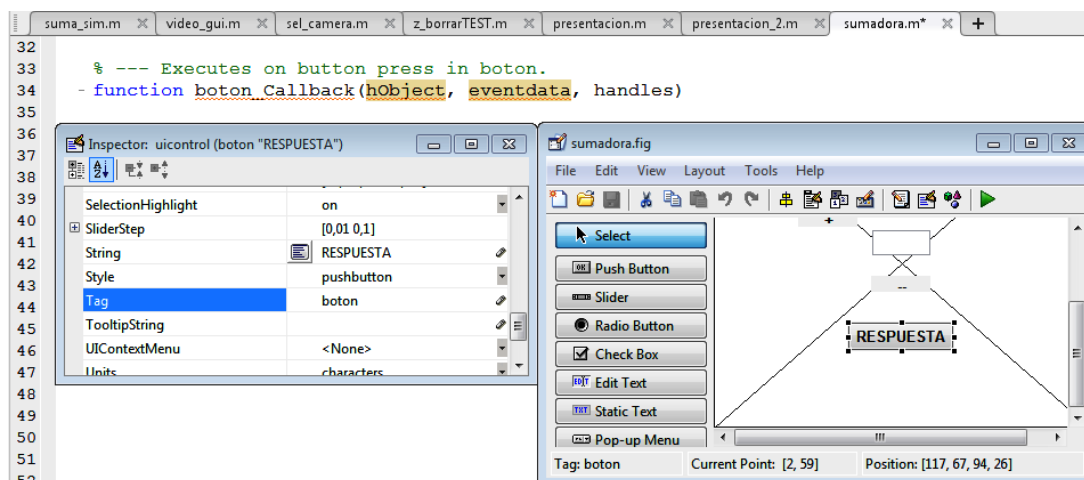 suma_sim.m video_gui.m sel_camera.m z_borrarTEST.m presentacion.m presentacion_2.m sumadora.m* +
32
33 % --- Executes on button press in boton.
34 - function boton_Callback(hObject, eventdata, handles)
35
36
37
38
39
40
41
42
43
44
45
46
47
48
49
50
51
Inspector: uicontrol (boton "RESPUESTA")
SelectionHighlight on
SliderStep [0,01 0,1]
String RESPUESTA
Style pushbutton
Tag boton
TooltipString
UIContextMenu <None>
Units characters
sumadora.fig
File Edit View Layout Tools Help
Select
Push Button
Slider
Radio Button
Check Box
Edit Text
Static Text
Pop-up Menu
+
--
RESPUESTA
Tag: boton Current Point: [2, 59] Position: [117, 67, 94, 26]